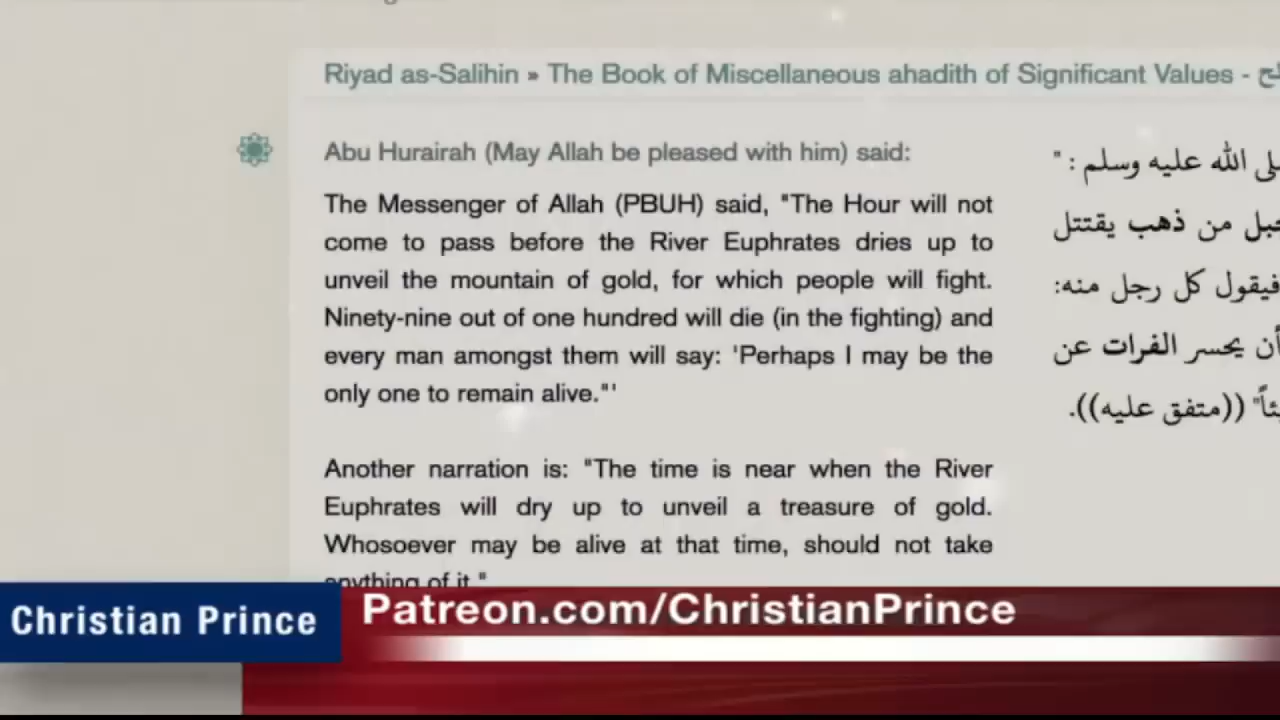 Riyad as-Salihin » The Book of Miscellaneous ahadith of Significant Values -
Abu Hurairah (May Allah be pleased with him) said:
The Messenger of Allah (PBUH) said, "The Hour will not
come to pass before the River Euphrates dries up to
unveil the mountain of gold, for which people will fight.
Ninety-nine out of one hundred will die (in the fighting) and
every man amongst them will say: 'Perhaps I may be the
only one to remain alive."'
Another narration is: "The time is near when the River
Euphrates will dry up to unveil a treasure of gold.
Whosoever may be alive at that time, should not take
anything of it."
الله عليه وسلم : "
من ذهب يقتتل
فيقول كل رجل منه:
أن يحسر الفرات عن
((متفق عليه)).
Christian Prince
Patreon.com/ChristianPrince